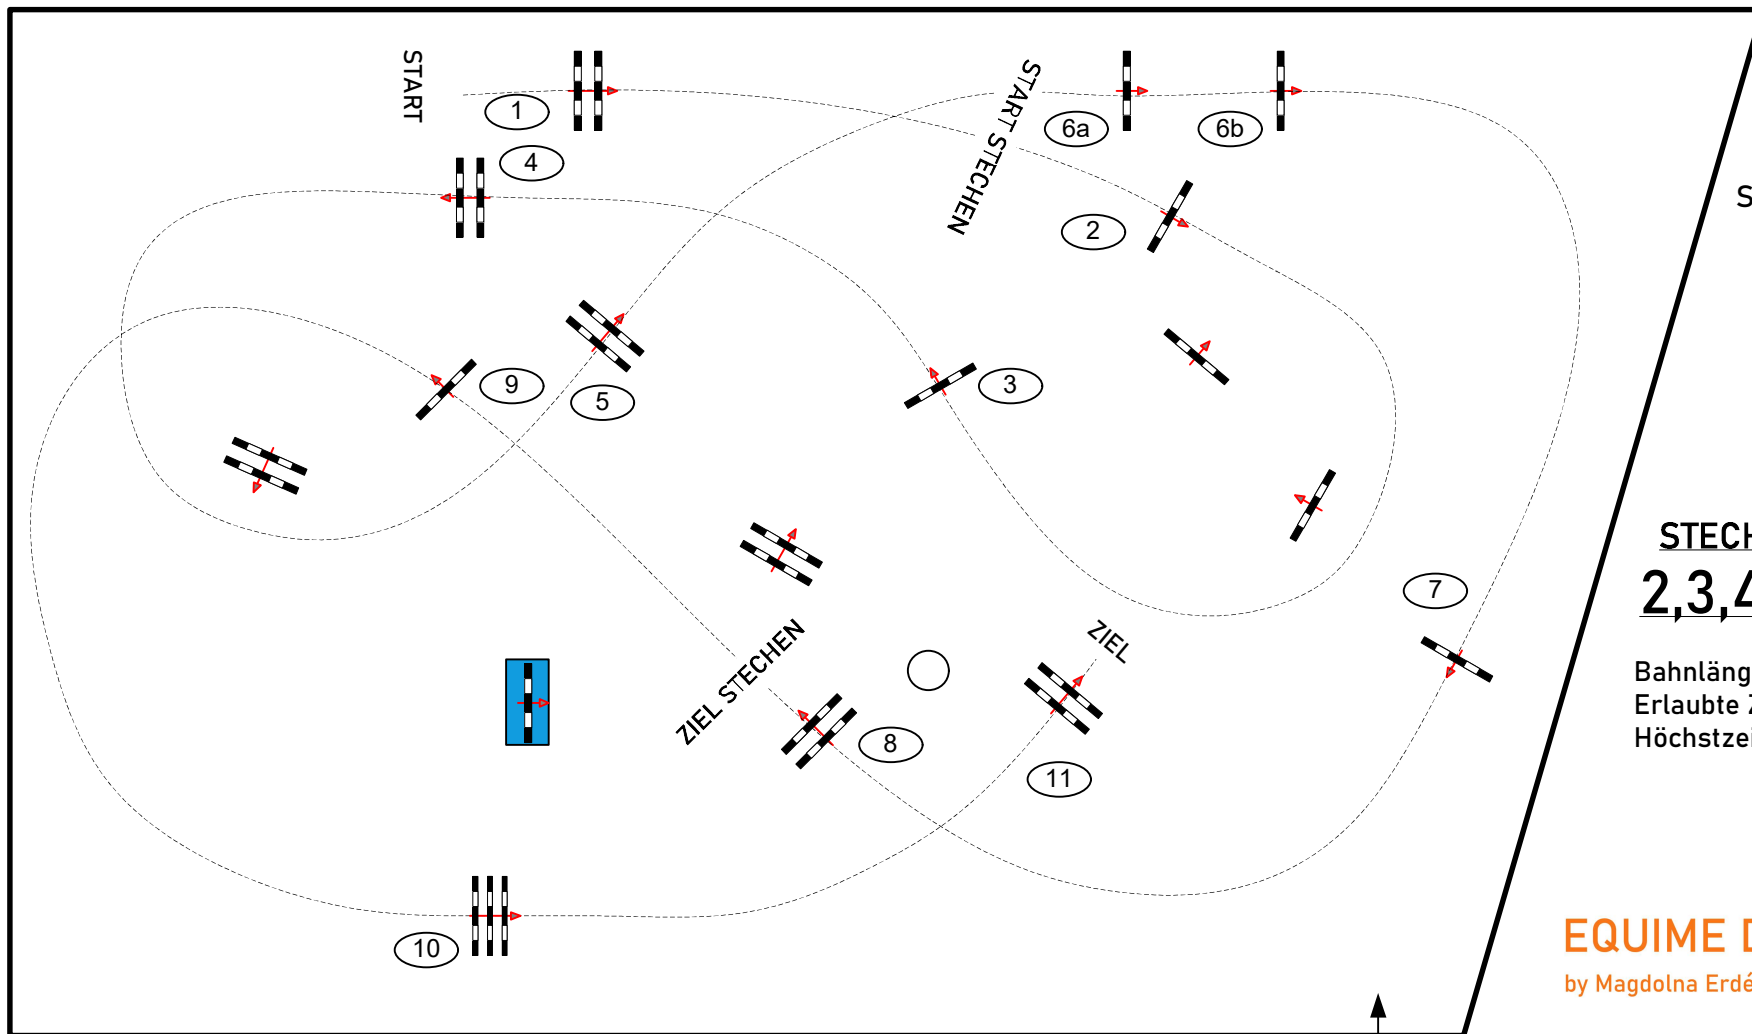 START
1
4
START STECHEN
6a
6b
2
S
9
5
3
STECH
2,3,4
7
ZIEL
ZIEL STECHEN
8
11
Bahnläng
Erlaubte Z
Höchstzei
10
EQUIME D
by Magdolna Erdé